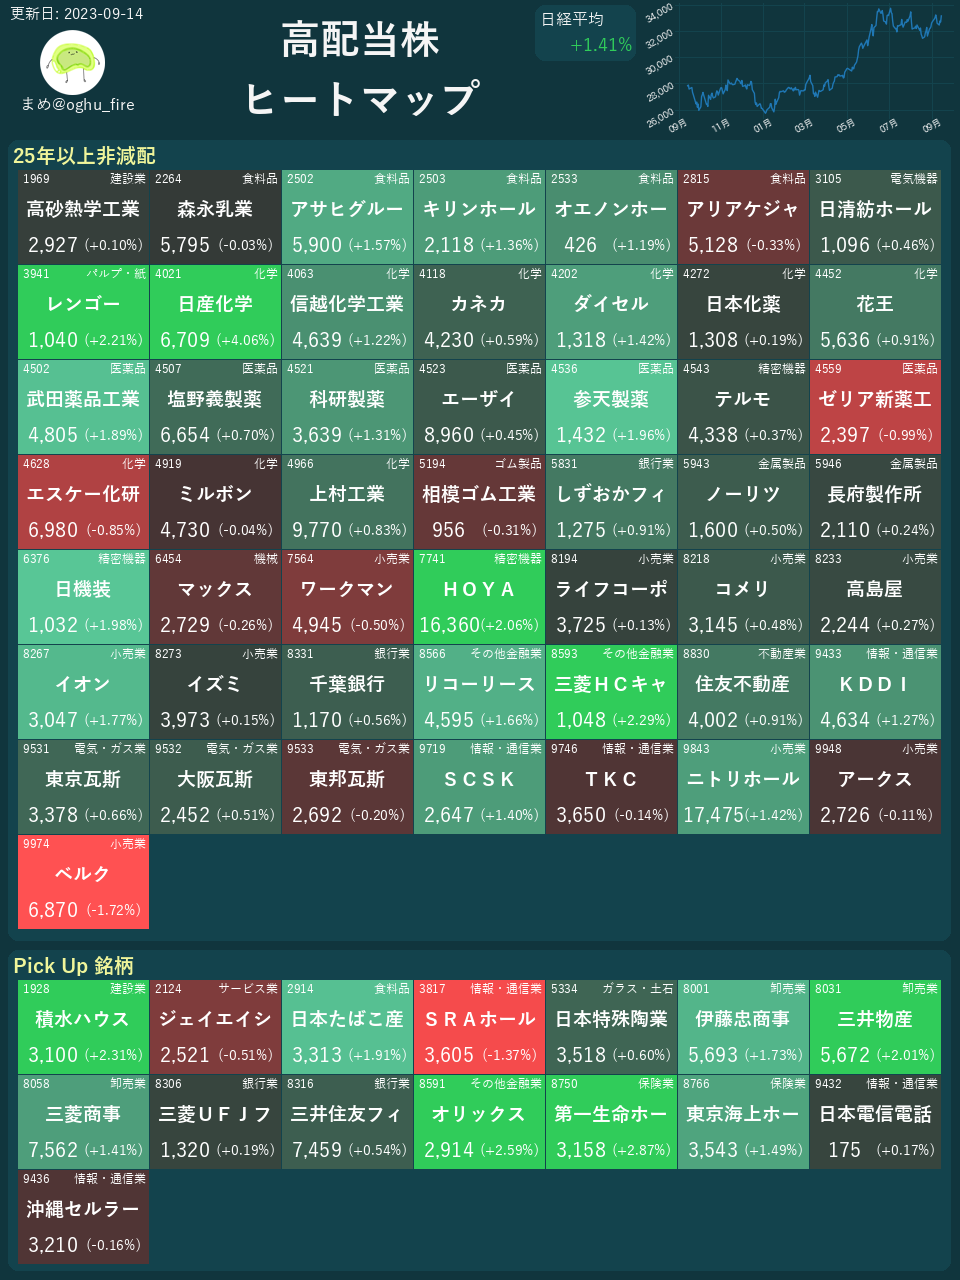 更新日: 2023-09-14
まめ@oghu_fire
高配当株
ヒートマップ
日経平均
+1.41%
34,000
32,000
30,000
28,000
26,000
09月 11月 01月 03月 05月 07月 09月
25年以上非減配
1969 建設業 2264 食料品 2502 食料品 2503 食料品 2533 食料品 2815 食料品 3105 電気機器
高砂熱学工業 森永乳業 アサヒグルー キリンホール オエノンホー アリアケジャ 日清紡ホール
2,927 (+0.10%) 5,795 (-0.03%) 5,900 (+1.57%) 2,118 (+1.36%) 426 (+1.19%) 5,128 (-0.33%) 1,096 (+0.46%)
3941 パルプ・紙 4021 化学 4063 化学 4118 化学 4202 化学 4272 化学 4452 化学
レンゴー 日産化学 信越化学工業 カネカ ダイセル 日本化薬 花王
1,040 (+2.21%) 6,709 (+4.06%) 4,639 (+1.22%) 4,230 (+0.59%) 1,318 (+1.42%) 1,308 (+0.19%) 5,636 (+0.91%)
4502 医薬品 4507 医薬品 4521 医薬品 4523 医薬品 4536 医薬品 4543 精密機器 4559 医薬品
武田薬品工業 塩野義製薬 科研製薬 エーザイ 参天製薬 テルモ ゼリア新薬工
4,805 (+1.89%) 6,654 (+0.70%) 3,639 (+1.31%) 8,960 (+0.45%) 1,432 (+1.96%) 4,338 (+0.37%) 2,397 (-0.99%)
4628 化学 4919 化学 4966 化学 5194 ゴム製品 5831 銀行業 5943 金属製品 5946 金属製品
エスケー化研 ミルボン 上村工業 相模ゴム工業 しずおかフィ ノーリツ 長府製作所
6,980 (-0.85%) 4,730 (-0.04%) 9,770 (+0.83%) 956 (-0.31%) 1,275 (+0.91%) 1,600 (+0.50%) 2,110 (+0.24%)
6376 精密機器 6454 機械 7564 小売業 7741 精密機器 8194 小売業 8218 小売業 8233 小売業
日機装 マックス ワークマン ＨＯＹＡ ライフコーポ コメリ 高島屋
1,032 (+1.98%) 2,729 (-0.26%) 4,945 (-0.50%) 16,360(+2.06%) 3,725 (+0.13%) 3,145 (+0.48%) 2,244 (+0.27%)
8267 小売業 8273 小売業 8331 銀行業 8566 その他金融業 8593 その他金融業 8830 不動産業 9433 情報・通信業
イオン イズミ 千葉銀行 リコーリース 三菱ＨＣキャ 住友不動産 ＫＤＤＩ
3,047 (+1.77%) 3,973 (+0.15%) 1,170 (+0.56%) 4,595 (+1.66%) 1,048 (+2.29%) 4,002 (+0.91%) 4,634 (+1.27%)
9531 電気・ガス業 9532 電気・ガス業 9533 電気・ガス業 9719 情報・通信業 9746 情報・通信業 9843 小売業 9948 小売業
東京瓦斯 大阪瓦斯 東邦瓦斯 ＳＣＳＫ ＴＫＣ ニトリホール アークス
3,378 (+0.66%) 2,452 (+0.51%) 2,692 (-0.20%) 2,647 (+1.40%) 3,650 (-0.14%) 17,475(+1.42%) 2,726 (-0.11%)
9974 小売業
ベルク
6,870 (-1.72%)
Pick Up 銘柄
1928 建設業 2124 サービス業 2914 食料品 3817 情報・通信業 5334 ガラス・土石 8001 卸売業 8031 卸売業
積水ハウス ジェイエイシ 日本たばこ産 ＳＲＡホール 日本特殊陶業 伊藤忠商事 三井物産
3,100 (+2.31%) 2,521 (-0.51%) 3,313 (+1.91%) 3,605 (-1.37%) 3,518 (+0.60%) 5,693 (+1.73%) 5,672 (+2.01%)
8058 卸売業 8306 銀行業 8316 銀行業 8591 その他金融業 8750 保険業 8766 保険業 9432 情報・通信業
三菱商事 三菱ＵＦＪフ 三井住友フィ オリックス 第一生命ホー 東京海上ホー 日本電信電話
7,562 (+1.41%) 1,320 (+0.19%) 7,459 (+0.54%) 2,914 (+2.59%) 3,158 (+2.87%) 3,543 (+1.49%) 175 (+0.17%)
9436 情報・通信業
沖縄セルラー
3,210 (-0.16%)